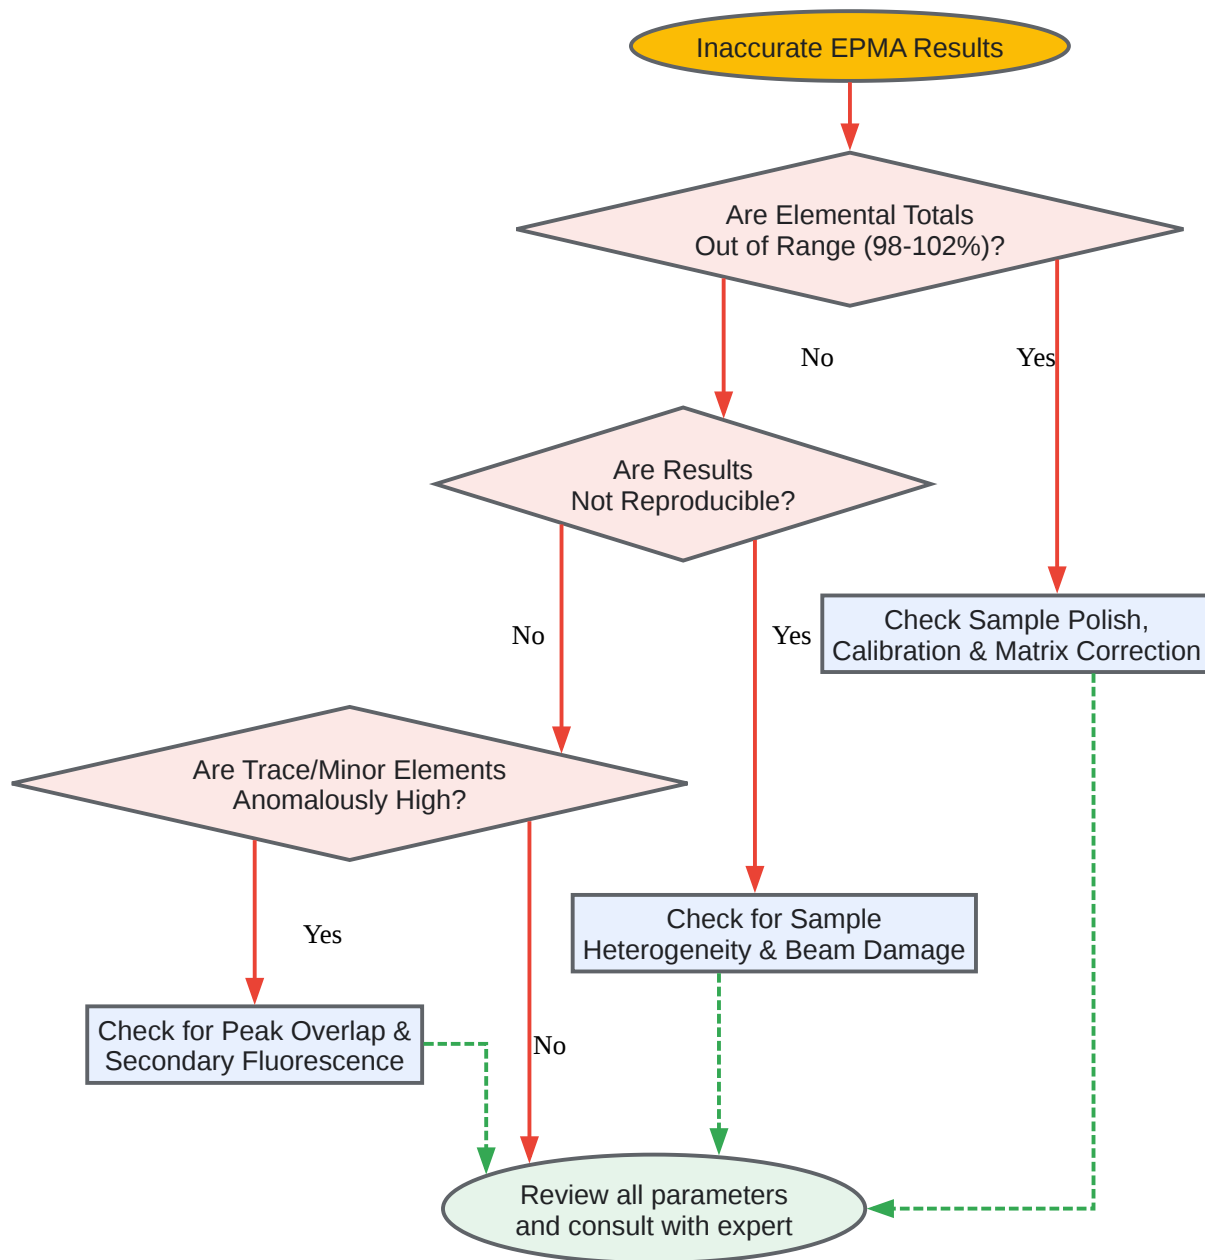 Inaccurate EPMA Results
Are Elemental Totals
Out of Range (98-102%)?
No
Yes
Are Results
Not Reproducible?
Check Sample Polish,
Calibration & Matrix Correction
No
Yes
Are Trace/Minor Elements
Anomalously High?
Check for Sample
Heterogeneity & Beam Damage
Yes
Check for Peak Overlap &
Secondary Fluorescence
No
Review all parameters
and consult with expert